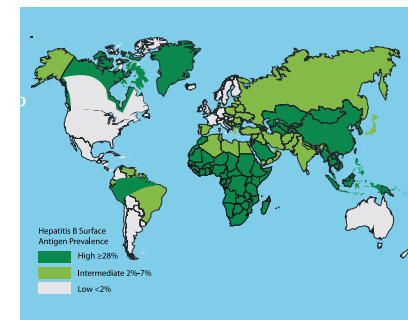 Hepatitis B Surface
Antigen Prevalence
High ≥28%
Intermediate 2%-7%
Low <2%